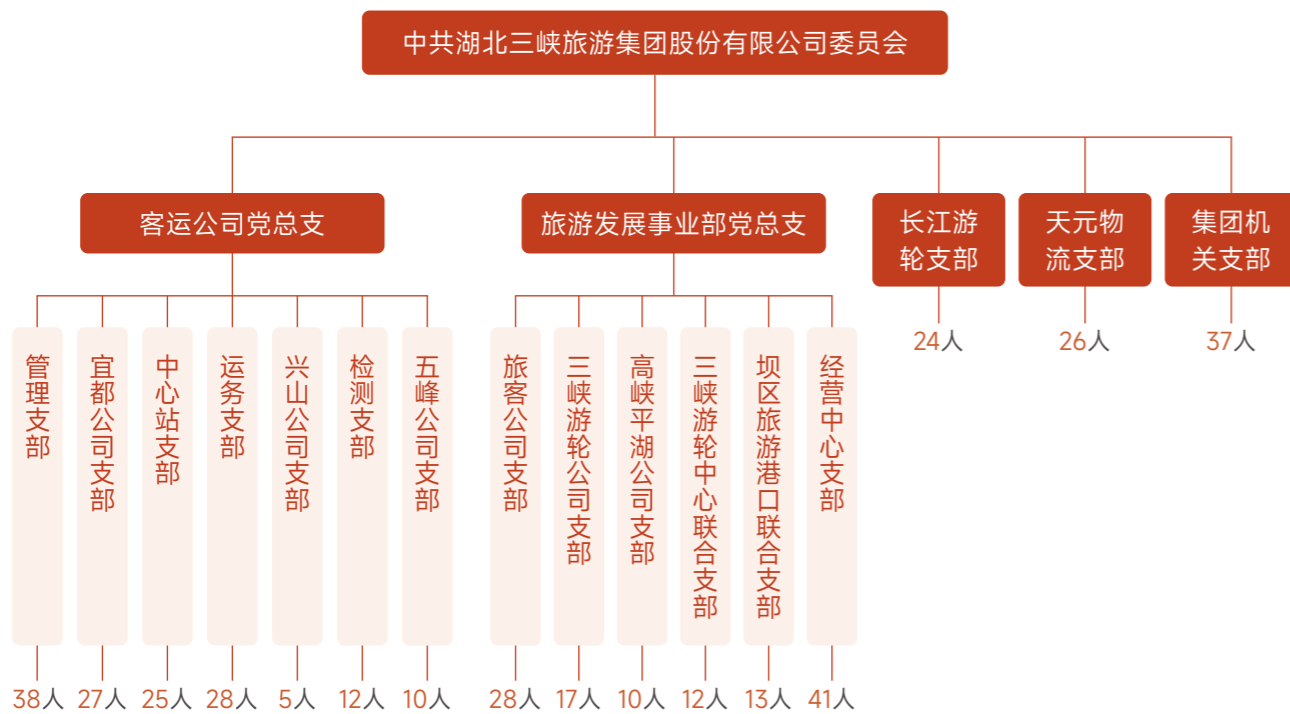 中共湖北三峡旅游集团股份有限公司委员会
客运公司党总支
旅游发展事业部党总支
长江游
轮支部
天元物
流支部
集团机
关支部
24人
26人
37人
管理支部
宜都公司支部
中心站支部
运务支部
兴山公司支部
检测支部
五峰公司支部
旅客公司支部
三峡游轮公司支部
高峡平湖公司支部
三峡游轮中心联合支部
坝区旅游港口联合支部
经营中心支部
38人
27人
25人
28人
5人
12人
10人
28人
17人
10人
12人
13人
41人